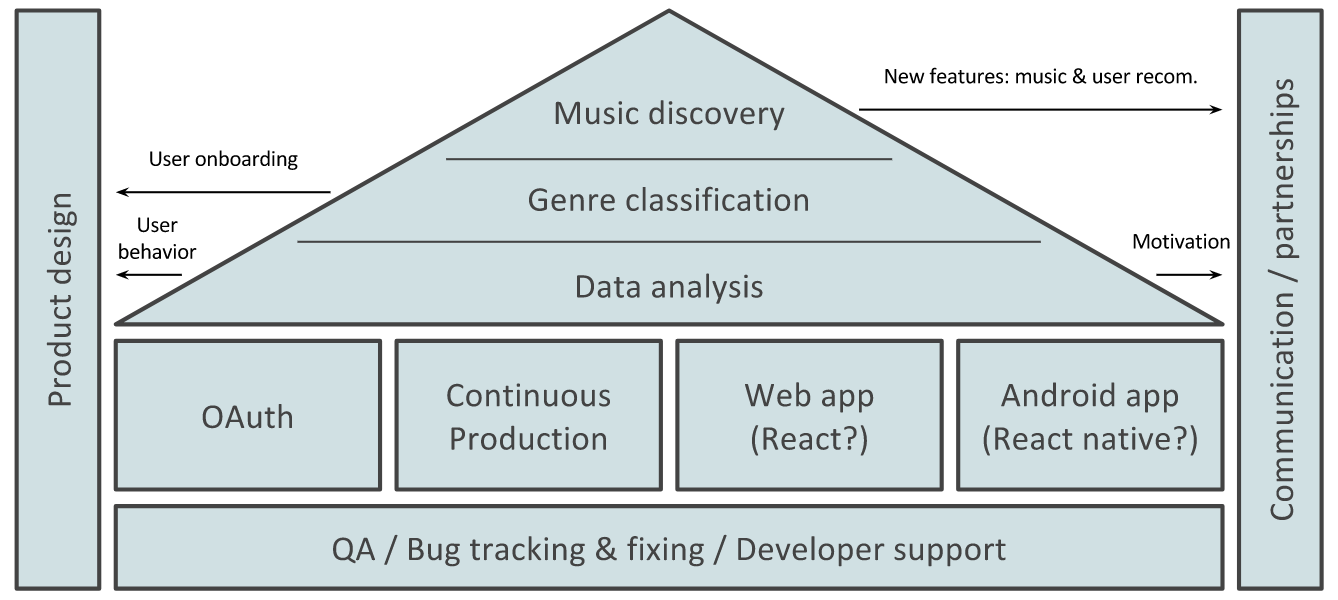 Product design
Music discovery
Genre classification
Data analysis
User onboarding
User
behavior
New features: music & user recom.
Motivation
OAuth
Continuous
Production
Web app
(React?)
Android app
(React native?)
QA / Bug tracking & fixing / Developer support
Communication / partnerships